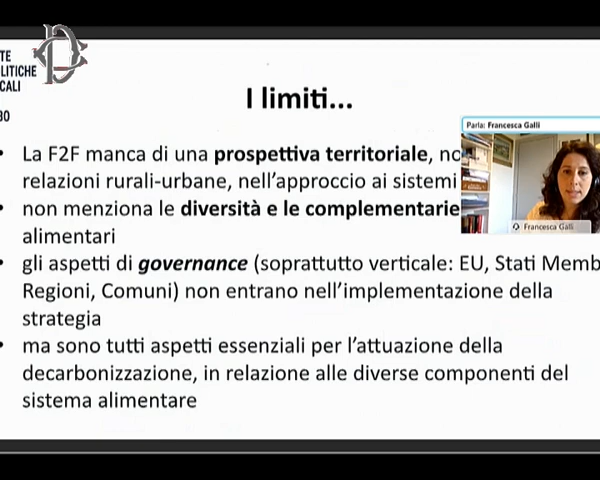 TE
LITICHE
CALI
30
I limiti...
Parla: Francesca Galli
• La F2F manca di una prospettiva territoriale,
relazioni rurali-urbane, nell'approccio ai sistemi
• non menziona le diversità e le complementarie
alimentari
Francesca Galli
• gli aspetti di governance (soprattutto verticale: EU, Stati Memb
Regioni, Comuni) non entrano nell'implementazione della
strategia
• ma sono tutti aspetti essenziali per l'attuazione della
decarbonizzazione, in relazione alle diverse componenti del
sistema alimentare